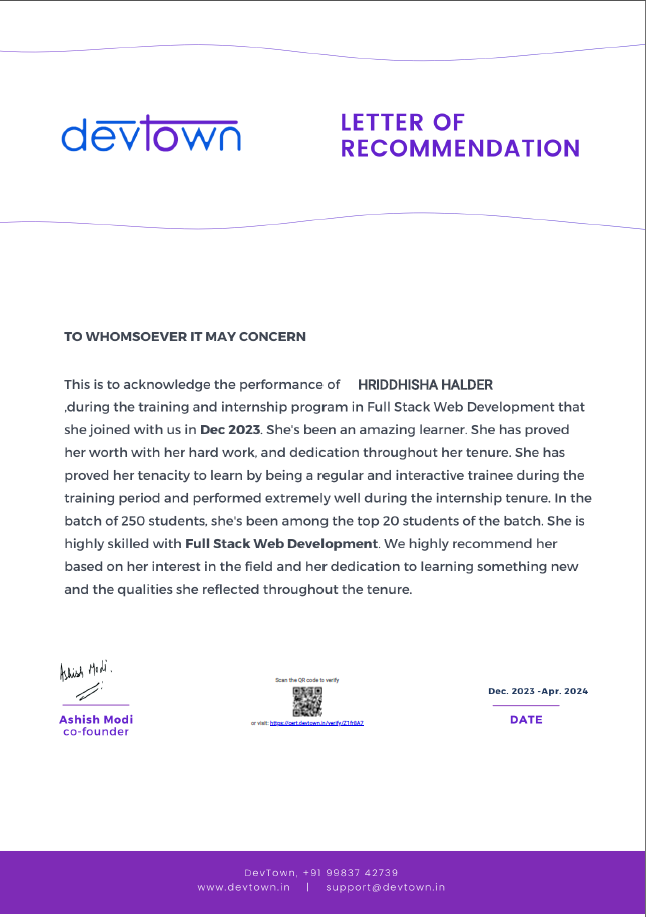 devtown
LETTER OF
RECOMMENDATION
TO WHOMSOEVER IT MAY CONCERN
This is to acknowledge the performance of HRIDDHISHA HALDER
,during the training and internship program in Full Stack Web Development that
she joined with us in Dec 2023. She's been an amazing learner. She has proved
her worth with her hard work, and dedication throughout her tenure. She has
proved her tenacity to learn by being a regular and interactive trainee during the
training period and performed extremely well during the internship tenure. In the
batch of 250 students, she's been among the top 20 students of the batch. She is
highly skilled with Full Stack Web Development. We highly recommend her
based on her interest in the field and her dedication to learning something new
and the qualities she reflected throughout the tenure.
Ashish Modi.
Scan the QR code to verify
Dec. 2023 -Apr. 2024
Ashish Modi
co-founder
or visit:
DATE
DevTown, +91 99837 42739
www.devtown.in | support@devtown.in